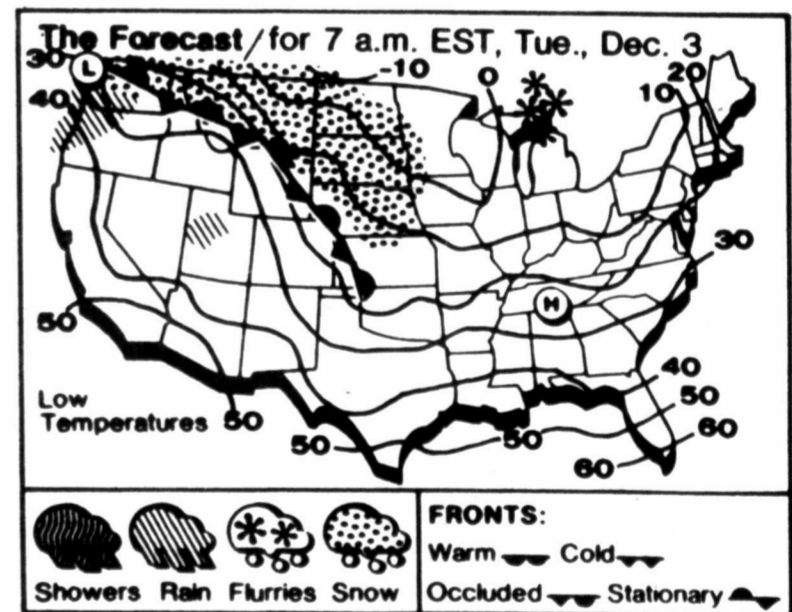 The Forecast/for 7 a.m. EST, Tue., Dec. 3
30
L
-10
0
20
10
40
30
H
50
40
Low
Temperatures 50
50
50
50
60
60
FRONTS:
Warm Cold
Showers Rain Flurries Snow
Occluded Stationary